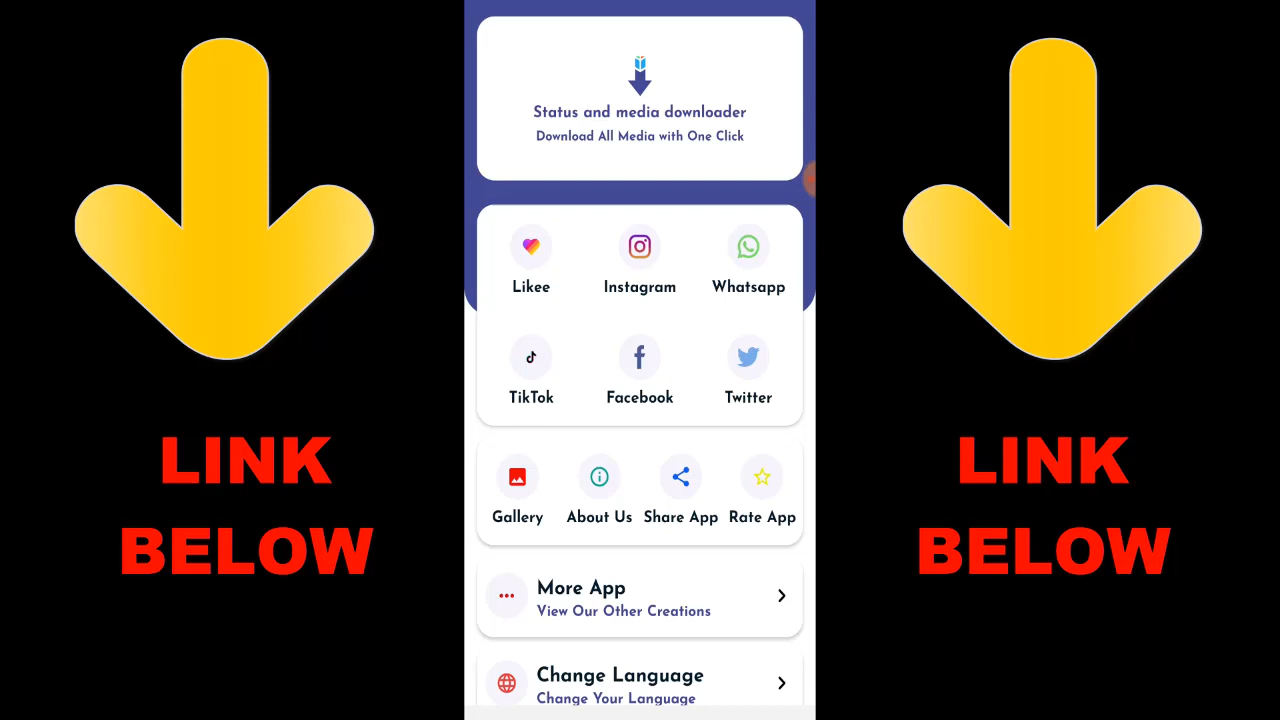 Status and media downloader
Download All Media with One Click
Likee
Instagram
Whatsapp
TikTok
Facebook
Twitter
Gallery
About Us
Share App
Rate App
More App
View Our Other Creations
Change Language
Change Your Language
LINK
BELOW
LINK
BELOW